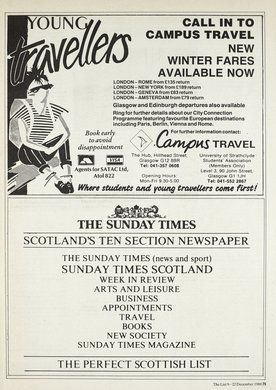 YOUNG
travellers
CALL IN TO
CAMPUS TRAVEL
NEW
WINTER FARES
AVAILABLE NOW
LONDON – ROME from £135 return
LONDON – NEW YORK from £189 return
LONDON – GENEVA from £83 return
LONDON – AMSTERDAM from £79 return
Glasgow and Edinburgh departures also available
Ring for further details about our City Connection
Programme featuring favourite European destinations
including Paris, Berlin, Vienna and Rome.
Book early
to avoid
disappointment
VISA
Agents for SATAC Ltd,
Atol 822
For further information contact:
Campus TRAVEL
The Hub, Hillhead Street,
Glasgow G12 8BR
Tel: 041-357 0608
Opening Hours:
Mon-Fri 9.30-5.00
University of Strathclyde
Students' Association
(Members Only)
Level 3, 90 John Street,
Glasgow G1 1JH
Tel: 041-552 2867
Where students and young travellers come first!
THE SUNDAY TIMES
SCOTLAND'S TEN SECTION NEWSPAPER
THE SUNDAY TIMES (news and sport)
SUNDAY TIMES SCOTLAND
WEEK IN REVIEW
ARTS AND LEISURE
BUSINESS
APPOINTMENTS
TRAVEL
BOOKS
NEW SOCIETY
SUNDAY TIMES MAGAZINE
THE PERFECT SCOTTISH LIST
The List 9 – 22 December 1988